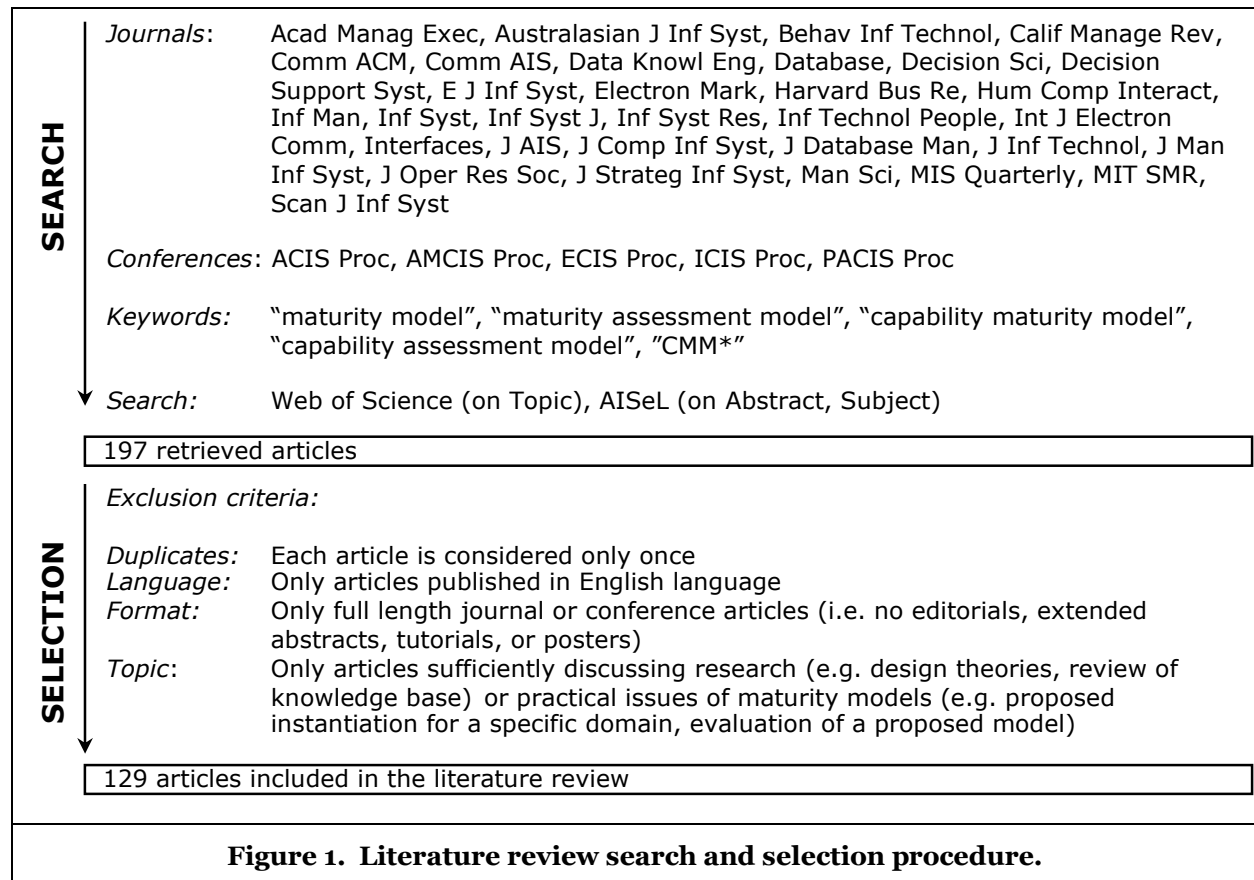 SEARCH
Journals: Acad Manag Exec, Australasian J Inf Syst, Behav Inf Technol, Calif Manage Rev,
Comm ACM, Comm AIS, Data Knowl Eng, Database, Decision Sci, Decision
Support Syst, E J Inf Syst, Electron Mark, Harvard Bus Re, Hum Comp Interact,
Inf Man, Inf Syst, Inf Syst J, Inf Syst Res, Inf Technol People, Int J Electron
Comm, Interfaces, J AIS, J Comp Inf Syst, J Database Man, J Inf Technol, J Man
Inf Syst, J Oper Res Soc, J Strateg Inf Syst, Man Sci, MIS Quarterly, MIT SMR,
Scan J Inf Syst
Conferences: ACIS Proc, AMCIS Proc, ECIS Proc, ICIS Proc, PACIS Proc
Keywords: “maturity model”, “maturity assessment model”, “capability maturity model”,
“capability assessment model”, ”CMM*”
Search: Web of Science (on Topic), AISeL (on Abstract, Subject)
197 retrieved articles
SELECTION
Exclusion criteria:
Duplicates: Each article is considered only once
Language: Only articles published in English language
Format: Only full length journal or conference articles (i.e. no editorials, extended
abstracts, tutorials, or posters)
Topic: Only articles sufficiently discussing research (e.g. design theories, review of
knowledge base) or practical issues of maturity models (e.g. proposed
instantiation for a specific domain, evaluation of a proposed model)
129 articles included in the literature review
Figure 1. Literature review search and selection procedure.